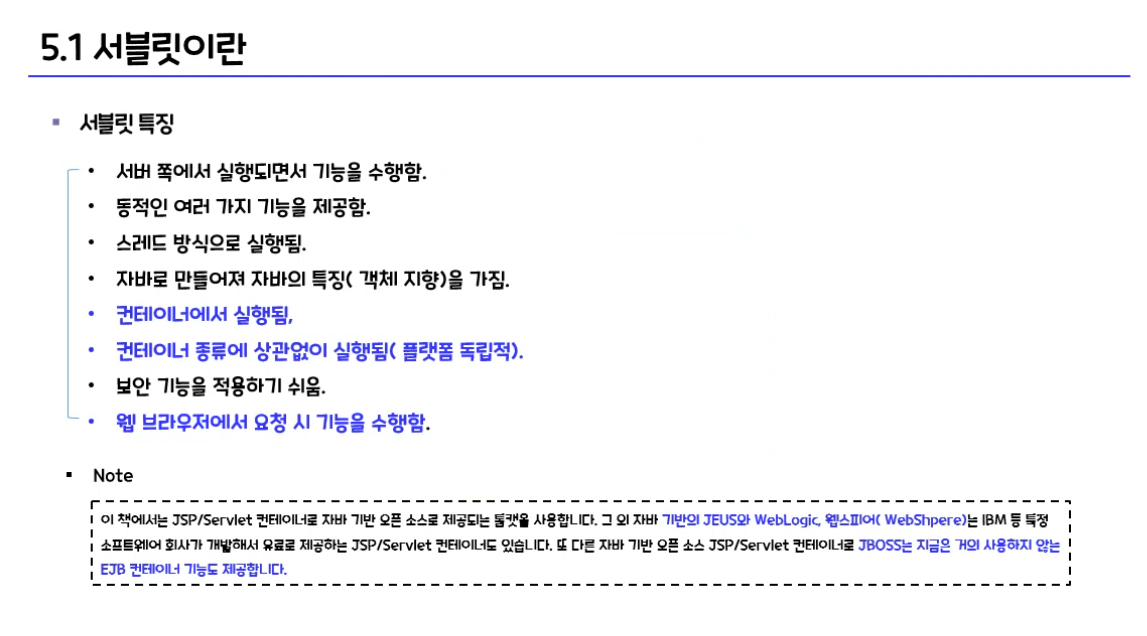 5.1 서블릿이란
▪ 서블릿 특징
• 서버 쪽에서 실행되면서 기능을 수행함.
• 동적인 여러 가지 기능을 제공함.
• 스레드 방식으로 실행됨.
• 자바로 만들어져 자바의 특징( 객체 지향)을 가짐.
• 컨테이너에서 실행됨,
• 컨테이너 종류에 상관없이 실행됨( 플랫폼 독립적).
• 보안 기능을 적용하기 쉬움.
• 웹 브라우저에서 요청 시 기능을 수행함.
▪ Note
이 책에서는 JSP/Servlet 컨테이너로 자바 기반 오픈 소스로 제공되는 톰캣을 사용합니다. 그 외 자바 기반의 JEUS와 WebLogic, 웹스피어( WebShpere)는 IBM 등 특정
소프트웨어 회사가 개발해서 유료로 제공하는 JSP/Servlet 컨테이너도 있습니다. 또 다른 자바 기반 오픈 소스 JSP/Servlet 컨테이너로 JBOSS는 지금은 거의 사용하지 않는
EJB 컨테이너 기능도 제공합니다.